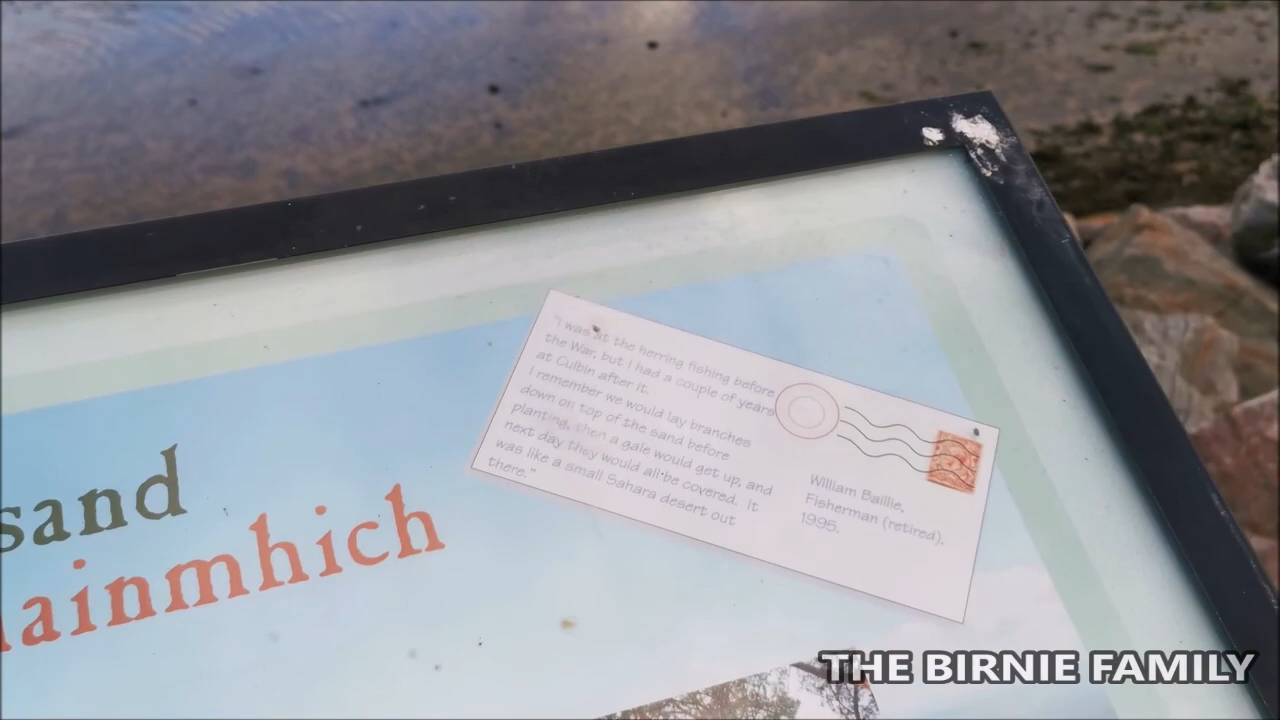 "I was at the herring fishing before
the War, but I had a couple of years
at Culbin after it.
I remember we would lay branches
down on top of the sand before
planting, then a gale would get up, and
next day they would all be covered. It
was like a small Sahara desert out
there."
William Baillie,
Fisherman (retired),
1995.
sand
ainmhich
THE BIRNIE FAMILY